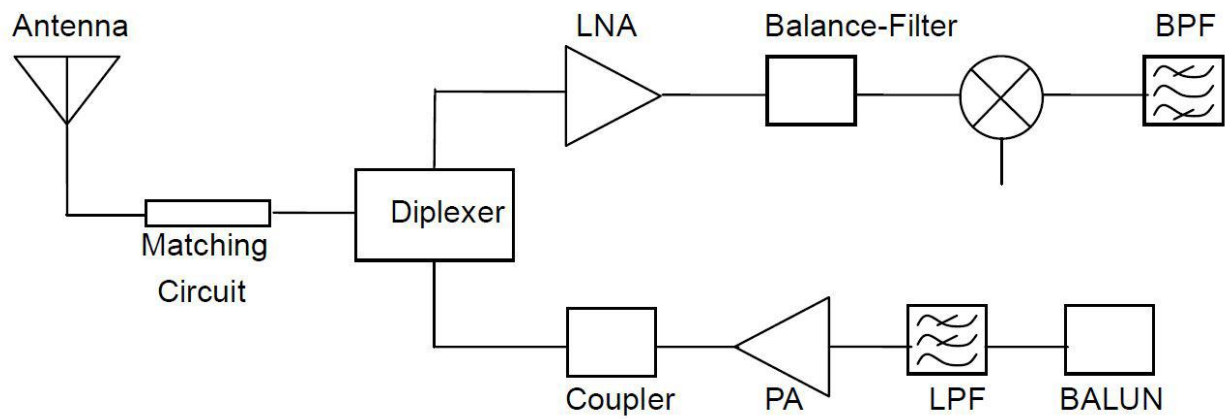 Antenna
LNA
Balance-Filter
BPF
Diplexer
Matching
Circuit
Coupler
PA
LPF
BALUN